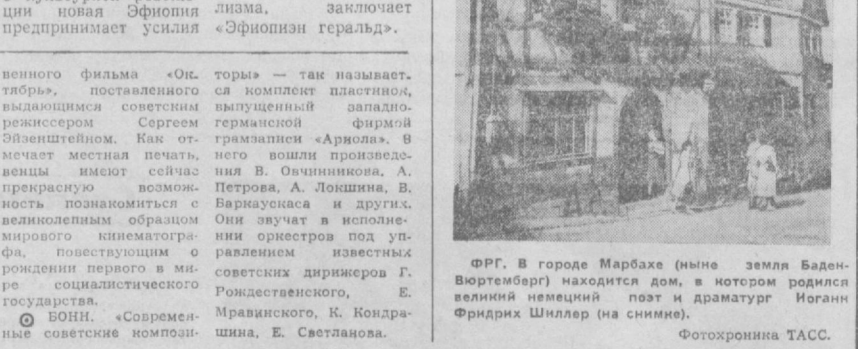 ции новая Эфиопия
предпринимает усилия
лизма, заключает
«Эфиопиэн геральд».
венного фильма «Ок-
тябрь», поставленного
выдающимся советским
режиссером Сергеем
Эйзенштейном. Как от-
мечает местная печать,
венцы имеют сейчас
прекрасную возмож-
ность познакомиться с
великолепным образцом
мирового кинематогра-
фа, повествующим о
рождении первого в ми-
ре социалистического
государства.
БОНН. «Современ-
ные советские компози-
торы» — так называет-
ся комплект пластинок,
выпущенный западно-
германской фирмой
грамзаписи «Ариола». В
него вошли произведе-
ния В. Овчинникова, А.
Петрова, А. Локшина, В.
Баркаускаса и других.
Они звучат в исполне-
нии оркестров под уп-
равлением известных
советских дирижеров Г.
Рождественского, Е.
Мравинского, К. Кондра-
шина, Е. Светланова.
ФРГ. В городе Марбахе (ныне земля Баден-
Вюртемберг) находится дом, в котором родился
великий немецкий поэт и драматург Иоганн
Фридрих Шиллер (на снимке).
Фотохроника ТАСС.